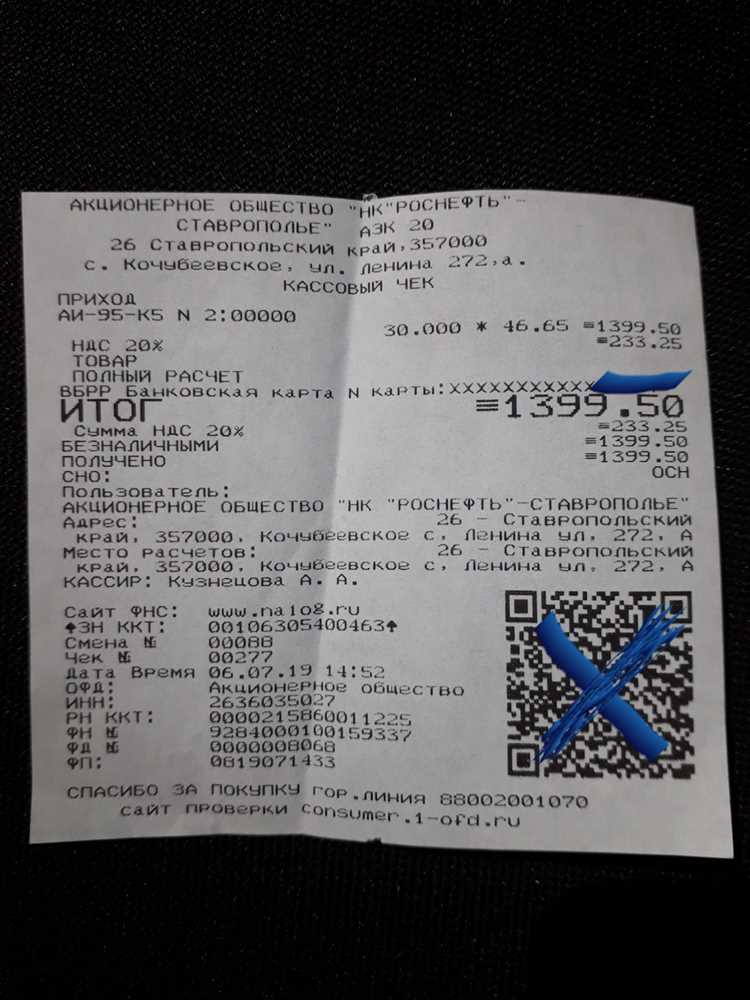 АКЦИОНЕРНОЕ ОБЩЕСТВО "НК"РОСНЕФТЬ"-
СТАВРОПОЛЬЕ" АЗК 20
26 Ставропольский край,357000
с. Кочубеевское, ул. Ленина 272,а.
КАССОВЫЙ ЧЕК
ПРИХОД
АИ-95-К5 N 2:00000
30.000 * 46.65 ≡1399.50
НДС 20% ≡233.25
ТОВАР
ПОЛНЫЙ РАСЧЕТ
ВБРР Банковская карта N карты:XXXXXXXXXXXX
ИТОГ ≡1399.50
Сумма НДС 20% ≡233.25
БЕЗНАЛИЧНЫМИ ≡1399.50
ПОЛУЧЕНО ≡1399.50
СНО: ОСН
Пользователь:
АКЦИОНЕРНОЕ ОБЩЕСТВО "НК "РОСНЕФТЬ"-СТАВРОПОЛЬЕ"
Адрес: 26 - Ставропольский
край, 357000, Кочубеевское с, Ленина ул, 272, А
Место расчетов: 26 - Ставропольский
край, 357000, Кочубеевское с, Ленина ул, 272, А
КАССИР: Кузнецова А. А.
Сайт ФНС: www.nalog.ru
↑ЗН ККТ: 00106305400463↑
Смена № 00088
Чек № 00277
Дата Время 06.07.19 14:52
ОФД: Акционерное общество
ИНН: 2636035027
РН ККТ: 0000215860011225
ФН № 9284000100159337
ФД № 0000008068
ФП: 0819071433
СПАСИБО ЗА ПОКУПКУ ГОР.ЛИНИЯ 88002001070
сайт проверки consumer.1-ofd.ru